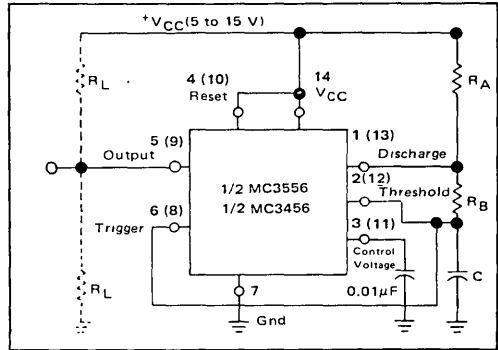 +VCC(5 to 15 V)
RL
4 (10)
Reset
14
VCC
RA
5 (9)
Output
1 (13)
Discharge
1/2 MC3556
1/2 MC3456
2(12)
Threshold
RB
6 (8)
Trigger
3 (11)
Control
Voltage
C
RL
7
0.01μF
Gnd